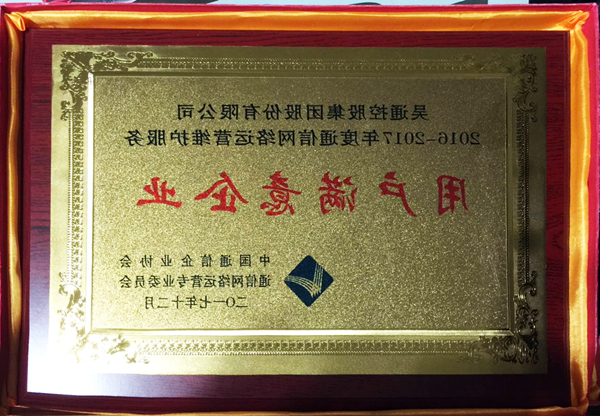 吴通控股集团股份有限公司
2016-2017年度通信网络运营维护服务
用户满意企业
中国通信企业协会
通信网络运营专业委员会
二〇一七年十二月